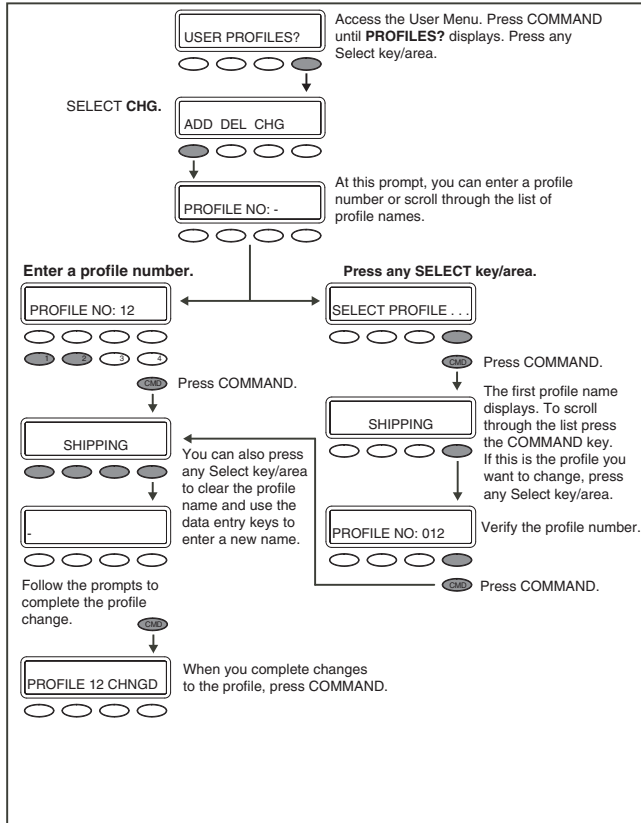 USER PROFILES?
Access the User Menu. Press COMMAND
until PROFILES? displays. Press any
Select key/area.
SELECT CHG.
ADD DEL CHG
PROFILE NO: -
At this prompt, you can enter a profile
number or scroll through the list of
profile names.
Enter a profile number.
PROFILE NO: 12
1 2 3 4
CMD Press COMMAND.
SHIPPING
You can also press
any Select key/area
to clear the profile
name and use the
data entry keys to
enter a new name.
-
Follow the prompts to
complete the profile
change.
CMD
PROFILE 12 CHNGD
When you complete changes
to the profile, press COMMAND.
Press any SELECT key/area.
SELECT PROFILE . . .
CMD Press COMMAND.
SHIPPING
The first profile name
displays. To scroll
through the list press
the COMMAND key.
If this is the profile you
want to change, press
any Select key/area.
PROFILE NO: 012
Verify the profile number.
CMD Press COMMAND.